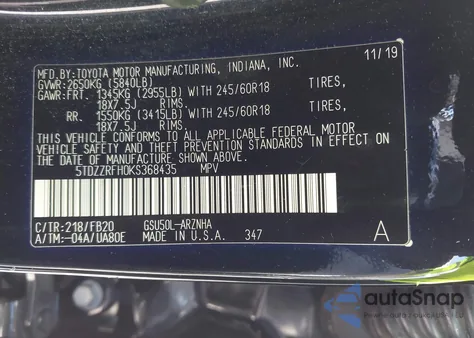 MFD.BY:TOYOTA MOTOR MANUFACTURING, INDIANA, INC. 11/19
GVWR:2650KG (5840LB)
GAWR:FRT. 1345KG (2955LB) WITH 245/60R18 TIRES,
18X7.5J RIMS.
RR. 1550KG (3415LB) WITH 245/60R18 TIRES,
18X7.5J RIMS.
THIS VEHICLE CONFORMS TO ALL APPLICABLE FEDERAL MOTOR
VEHICLE SAFETY AND THEFT PREVENTION STANDARDS IN EFFECT
ON THE DATE OF MANUFACTURE SHOWN ABOVE.
5TDZZRFH0KS368435 MPV
C/TR:218/FB20 GSU50L-ARZNHA
A/TM:-04A/UA80E MADE IN U.S.A. 347 A
autoSnap